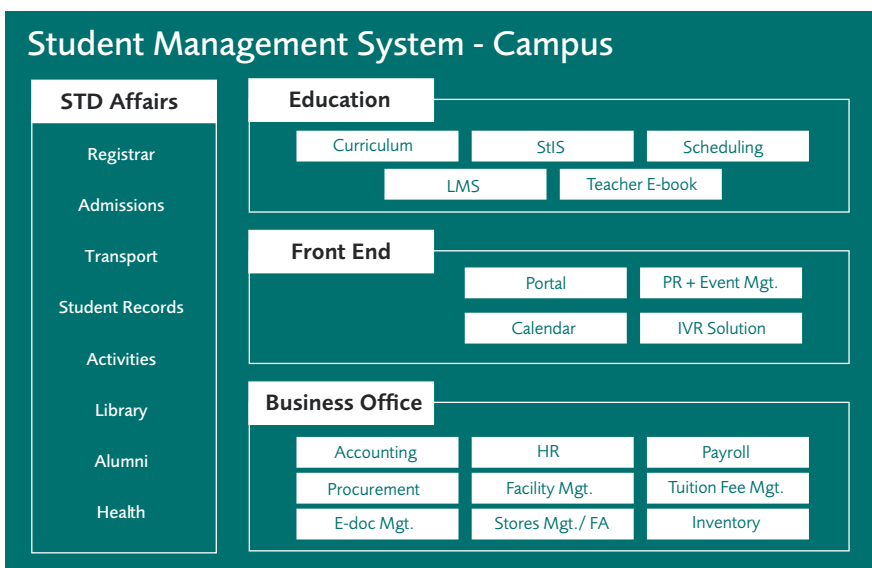 Student Management System - Campus
STD Affairs
Registrar
Admissions
Transport
Student Records
Activities
Library
Alumni
Health
Education
Curriculum
StIS
Scheduling
LMS
Teacher E-book
Front End
Portal
PR + Event Mgt.
Calendar
IVR Solution
Business Office
Accounting
HR
Payroll
Procurement
Facility Mgt.
Tuition Fee Mgt.
E-doc Mgt.
Stores Mgt./ FA
Inventory